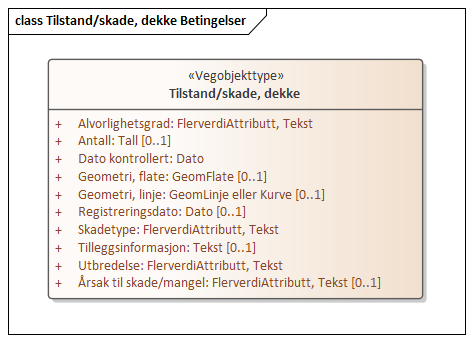 class Tilstand/skade, dekke Betingelser
«Vegobjekttype»
Tilstand/skade, dekke
+ Alvorlighetsgrad: FlerverdiAttributt, Tekst
+ Antall: Tall [0..1]
+ Dato kontrollert: Dato
+ Geometri, flate: GeomFlate [0..1]
+ Geometri, linje: GeomLinje eller Kurve [0..1]
+ Registreringsdato: Dato [0..1]
+ Skadetype: FlerverdiAttributt, Tekst
+ Tilleggsinformasjon: Tekst [0..1]
+ Utbredelse: FlerverdiAttributt, Tekst
+ Årsak til skade/mangel: FlerverdiAttributt, Tekst [0..1]